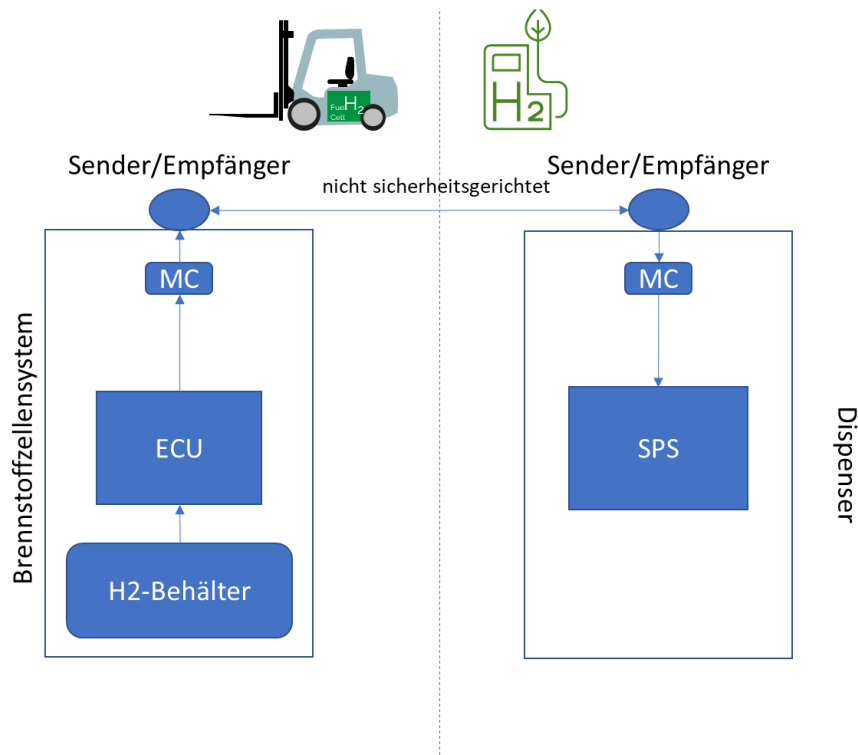 Fuel H2
Cell
H2
Sender/Empfänger
Sender/Empfänger
nicht sicherheitsgerichtet
MC
MC
Brennstoffzellensystem
ECU
SPS
Dispenser
H2-Behälter